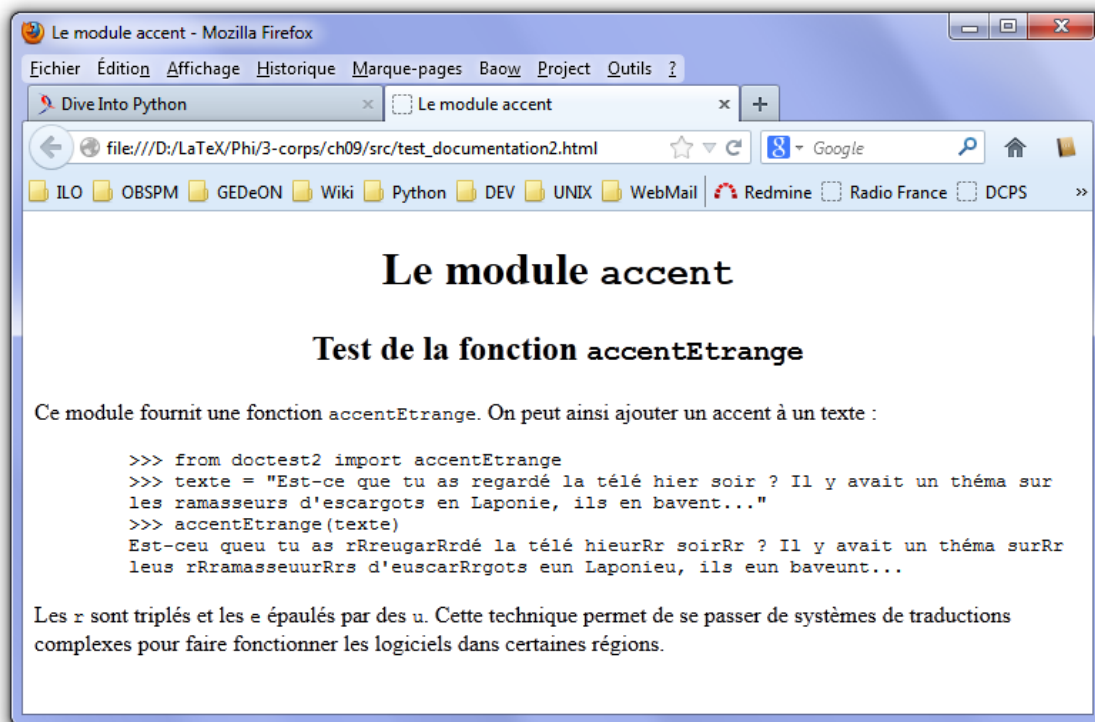 Le module accent - Mozilla Firefox
Fichier Édition Affichage Historique Marque-pages Baow Project Outils ?
Dive Into Python Le module accent
file:///D:/LaTeX/Phi/3-corps/ch09/src/test_documentation2.html Google
ILO OBSPM GEDeON Wiki Python DEV UNIX WebMail Redmine Radio France DCPS »
Le module accent
Test de la fonction accentEtrange
Ce module fournit une fonction accentEtrange. On peut ainsi ajouter un accent à un texte :
>>> from doctest2 import accentEtrange
>>> texte = "Est-ce que tu as regardé la télé hier soir ? Il y avait un théma sur
les ramasseurs d'escargots en Laponie, ils en bavent..."
>>> accentEtrange(texte)
Est-ceu queu tu as rRreugarRrdé la télé hieurRr soirRr ? Il y avait un théma surRr
leus rRramasseuurRrs d'euscarRrgots eun Laponieu, ils eun baveunt...
Les r sont triplés et les e épaulés par des u. Cette technique permet de se passer de systèmes de traductions
complexes pour faire fonctionner les logiciels dans certaines régions.